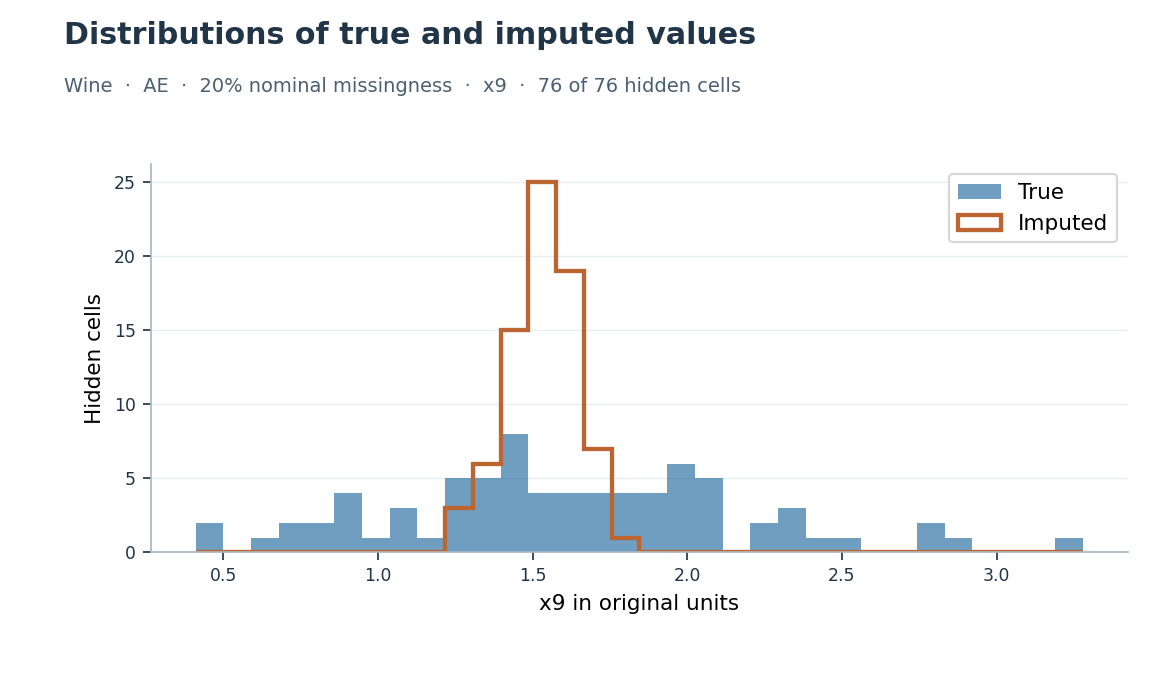 Distributions of true and imputed values
Wine · AE · 20% nominal missingness · x9 · 76 of 76 hidden cells
True
Imputed
Hidden cells
25
20
15
10
5
0
0.5 1.0 1.5 2.0 2.5 3.0
x9 in original units